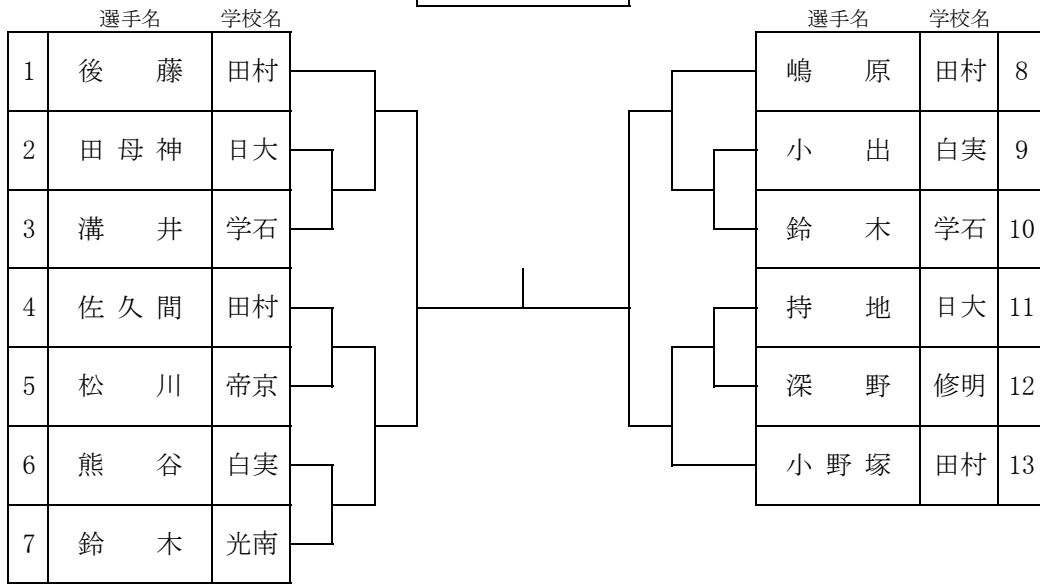 選手名 学校名
1 後藤 田村
2 田母神 日大
3 溝井 学石
4 佐久間 田村
5 松川 帝京
6 熊谷 白実
7 鈴木 光南
選手名 学校名
嶋原 田村 8
小出 白実 9
鈴木 学石 10
持地 日大 11
深野 修明 12
小野塚 田村 13